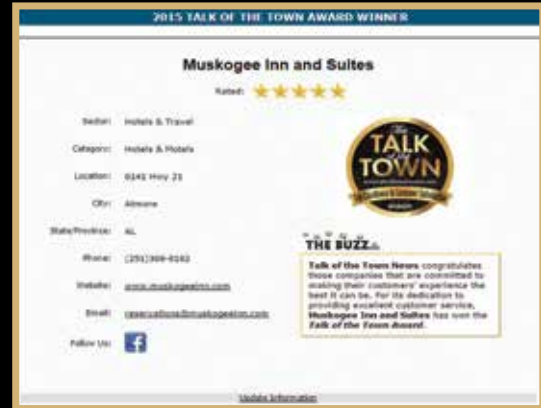 2015 TALK OF THE TOWN AWARD WINNER
Muskogee Inn and Suites
Rated:
Sector: Hotels & Travel
Category: Hotels & Motels
Location: 6141 Hwy 21
City: Atmore
State/Province: AL
Phone:
Website: www.muskogeeinn.com
Email: reservations@muskogeeinn.com
Follow Us: f
The
TALK
of the
TOWN
THE BUZZ
Talk of the Town News congratulates
those companies that are committed to
making their customers' experience the
best it can be. For its dedication to
providing excellent customer service,
Muskogee Inn and Suites has won the
Talk of the Town Award.
Update Information